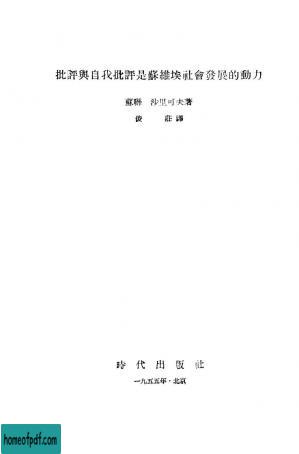 批評與自我批評是蘇維埃社會發展的動力
蘇聯 沙里可夫著
俊 莊譯
時代出版社
一九五五年·北京
homeofpdf.com